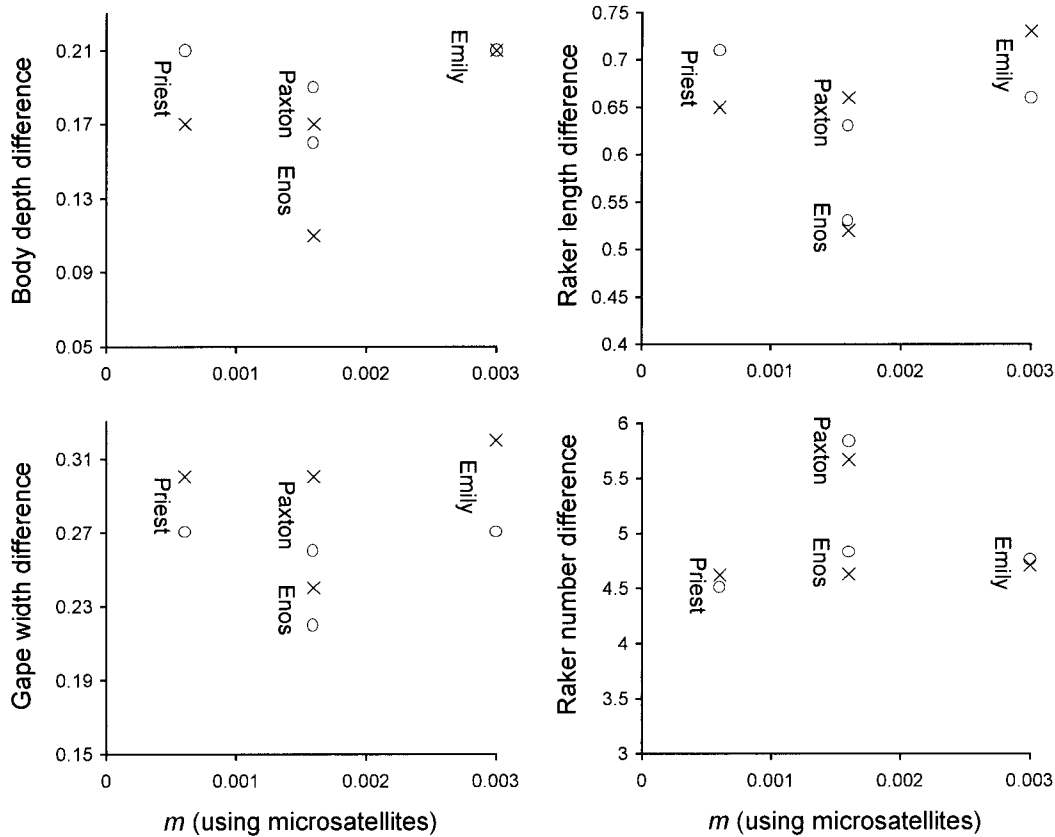 Body depth difference
0.21
0.17
0.13
0.09
0.05
0
0.001
0.002
0.003
Priest
Paxton
Enos
Emily
Raker length difference
0.75
0.7
0.65
0.6
0.55
0.5
0.45
0.4
0
0.001
0.002
0.003
Priest
Paxton
Enos
Emily
Gape width difference
0.31
0.27
0.23
0.19
0.15
0
0.001
0.002
0.003
Priest
Paxton
Enos
Emily
m (using microsatellites)
Raker number difference
6
5.5
5
4.5
4
3.5
3
0
0.001
0.002
0.003
Priest
Paxton
Enos
Emily
m (using microsatellites)